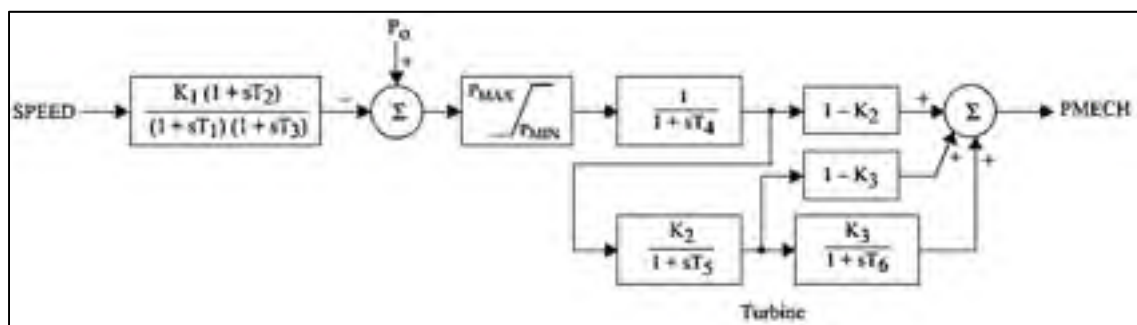 P₀
SPEED
K₁ (1 + sT₂)
(1 + sT₁) (1 + sT₃)
−
+
Σ
PMAX
PMIN
1
1 + sT₄
1 − K₂
+
Σ
PMECH
1 − K₃
+
+
K₂
1 + sT₅
K₃
1 + sT₆
Turbine